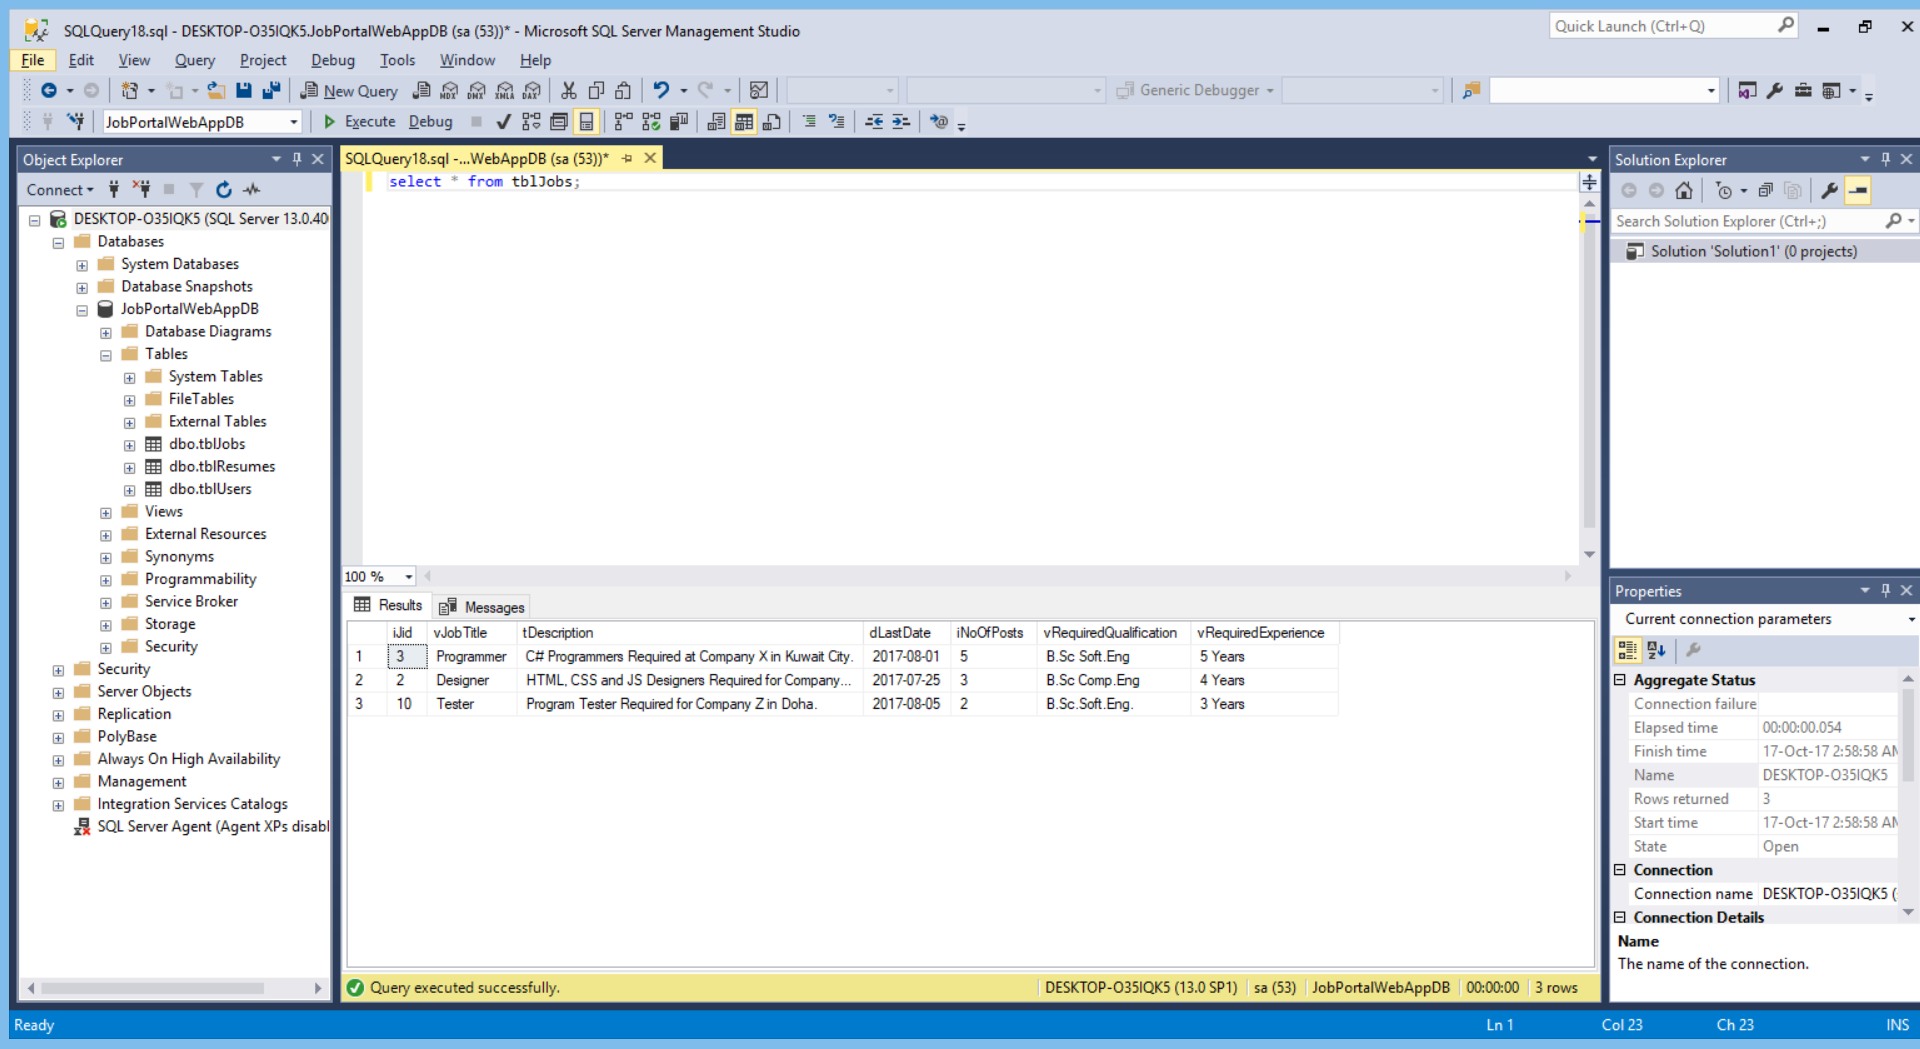 SQLQuery18.sql - DESKTOP-O35IQK5.JobPortalWebAppDB (sa (53))* - Microsoft SQL Server Management Studio
Quick Launch (Ctrl+Q)
File Edit View Query Project Debug Tools Window Help
New Query MDX DMX XMLA DAX Generic Debugger
JobPortalWebAppDB Execute Debug
Object Explorer
Connect
DESKTOP-O35IQK5 (SQL Server 13.0.40
Databases
System Databases
Database Snapshots
JobPortalWebAppDB
Database Diagrams
Tables
System Tables
FileTables
External Tables
dbo.tblJobs
dbo.tblResumes
dbo.tblUsers
Views
External Resources
Synonyms
Programmability
Service Broker
Storage
Security
Security
Server Objects
Replication
PolyBase
Always On High Availability
Management
Integration Services Catalogs
SQL Server Agent (Agent XPs disabl
SQLQuery18.sql -...WebAppDB (sa (53))*
select * from tblJobs;
100 %
Results Messages
iJid vJobTitle tDescription dLastDate iNoOfPosts vRequiredQualification vRequiredExperience
1 3 Programmer C# Programmers Required at Company X in Kuwait City. 2017-08-01 5 B.Sc Soft.Eng 5 Years
2 2 Designer HTML, CSS and JS Designers Required for Company... 2017-07-25 3 B.Sc Comp.Eng 4 Years
3 10 Tester Program Tester Required for Company Z in Doha. 2017-08-05 2 B.Sc.Soft.Eng. 3 Years
Query executed successfully. DESKTOP-O35IQK5 (13.0 SP1) sa (53) JobPortalWebAppDB 00:00:00 3 rows
Solution Explorer
Search Solution Explorer (Ctrl+;)
Solution 'Solution1' (0 projects)
Properties
Current connection parameters
Aggregate Status
Connection failure
Elapsed time 00:00:00.054
Finish time 17-Oct-17 2:58:58 AM
Name DESKTOP-O35IQK5
Rows returned 3
Start time 17-Oct-17 2:58:58 AM
State Open
Connection
Connection name DESKTOP-O35IQK5 (
Connection Details
Name
The name of the connection.
Ready Ln 1 Col 23 Ch 23 INS